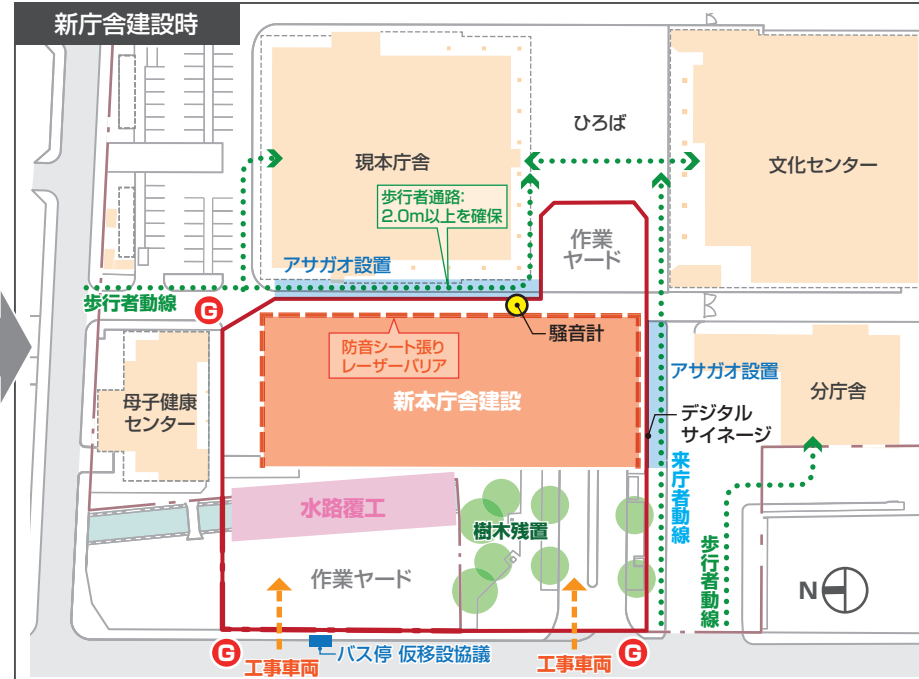 新庁舎建設時
ひろば
現本庁舎
文化センター
歩行者通路:
2.0m以上を確保
作業
ヤード
アサガオ設置
歩行者動線
G
騒音計
防音シート張り
レーザーバリア
アサガオ設置
母子健康
センター
新本庁舎建設
分庁舎
デジタル
サイネージ
来庁者動線
水路覆工
樹木残置
歩行者動線
作業ヤード
N
G
工事車両
バス停 仮移設協議
工事車両
G